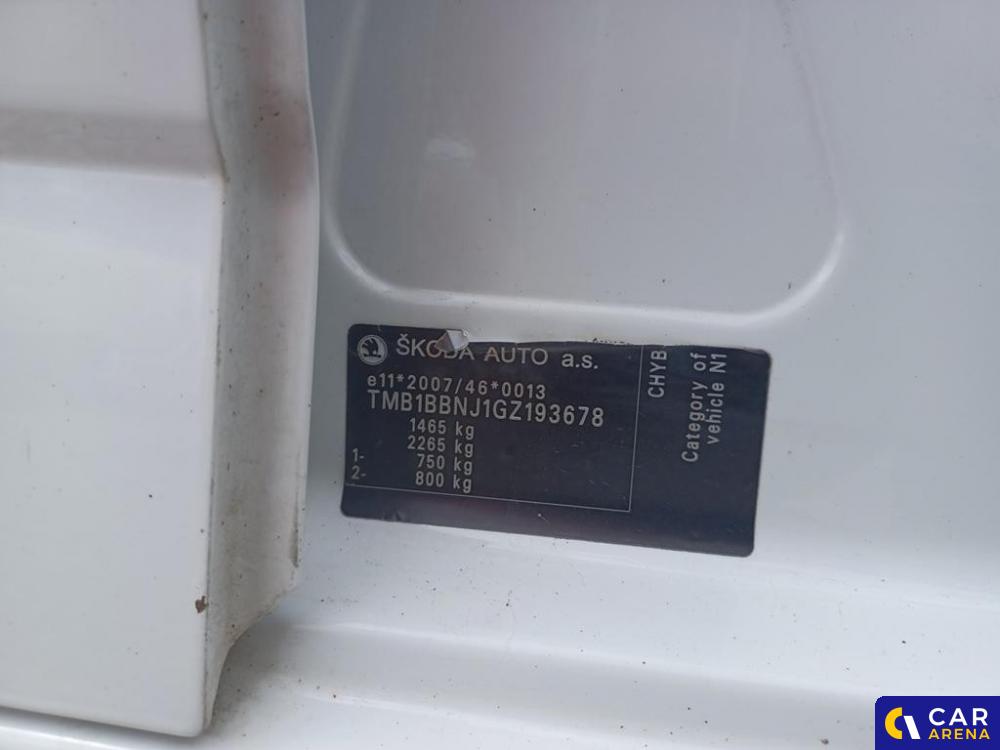 ŠKODA AUTO a.s.
e11*2007/46*0013
TMB1BBNJ1GZ193678
1465 kg
2265 kg
1- 750 kg
2- 800 kg
CHYB
Category of
vehicle N1
CAR
ARENA